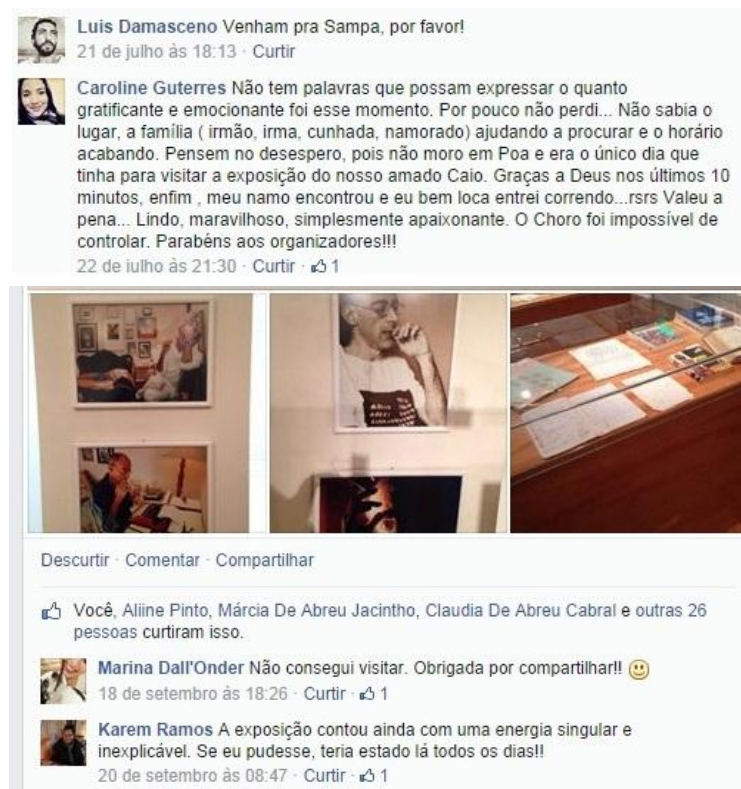 Luis Damasceno Venham pra Sampa, por favor!
21 de julho às 18:13 · Curtir
Caroline Guterres Não tem palavras que possam expressar o quanto
gratificante e emocionante foi esse momento. Por pouco não perdi... Não sabia o
lugar, a família ( irmão, irma, cunhada, namorado) ajudando a procurar e o horário
acabando. Pensem no desespero, pois não moro em Poa e era o único dia que
tinha para visitar a exposição do nosso amado Caio. Graças a Deus nos últimos 10
minutos, enfim , meu namo encontrou e eu bem loca entrei correndo...rsrs Valeu a
pena... Lindo, maravilhoso, simplesmente apaixonante. O Choro foi impossível de
controlar. Parabéns aos organizadores!!!
22 de julho às 21:30 · Curtir · 1
Descurtir · Comentar · Compartilhar
Você, Aliine Pinto, Márcia De Abreu Jacintho, Claudia De Abreu Cabral e outras 26
pessoas curtiram isso.
Marina Dall'Onder Não consegui visitar. Obrigada por compartilhar!!
18 de setembro às 18:26 · Curtir · 1
Karem Ramos A exposição contou ainda com uma energia singular e
inexplicável. Se eu pudesse, teria estado lá todos os dias!!
20 de setembro às 08:47 · Curtir · 1